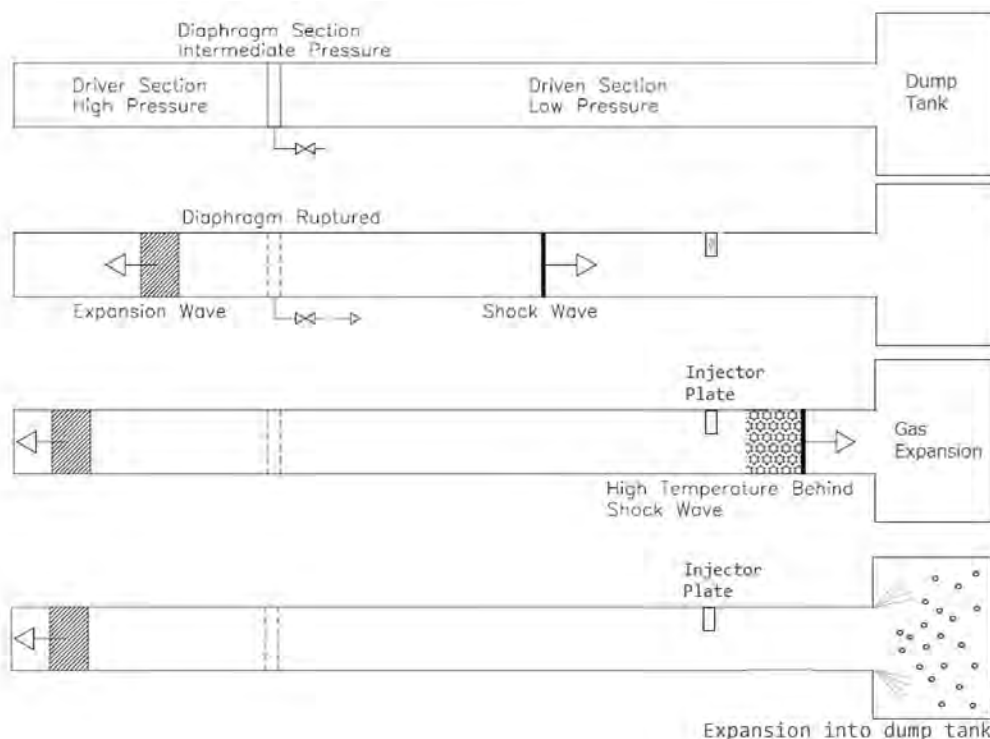 Diaphragm Section
Intermediate Pressure
Driver Section
High Pressure
Driven Section
Low Pressure
Dump
Tank
Diaphragm Ruptured
Expansion Wave
Shock Wave
Injector
Plate
Gas
Expansion
High Temperature Behind
Shock Wave
Injector
Plate
Expansion into dump tank